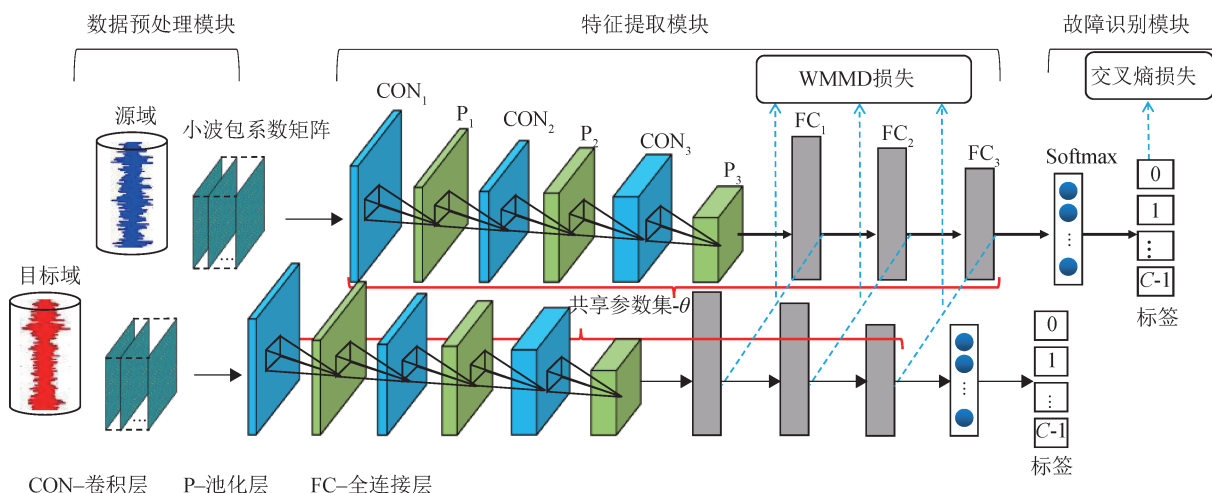 数据预处理模块
特征提取模块
故障识别模块
WMMD损失
交叉熵损失
源域
小波包系数矩阵
...
CON1
P1
CON2
P2
CON3
P3
FC1
FC2
FC3
Softmax
0
1
⋮
C-1
标签
目标域
...
共享参数集-θ
0
1
⋮
C-1
标签
CON–卷积层 P–池化层 FC–全连接层